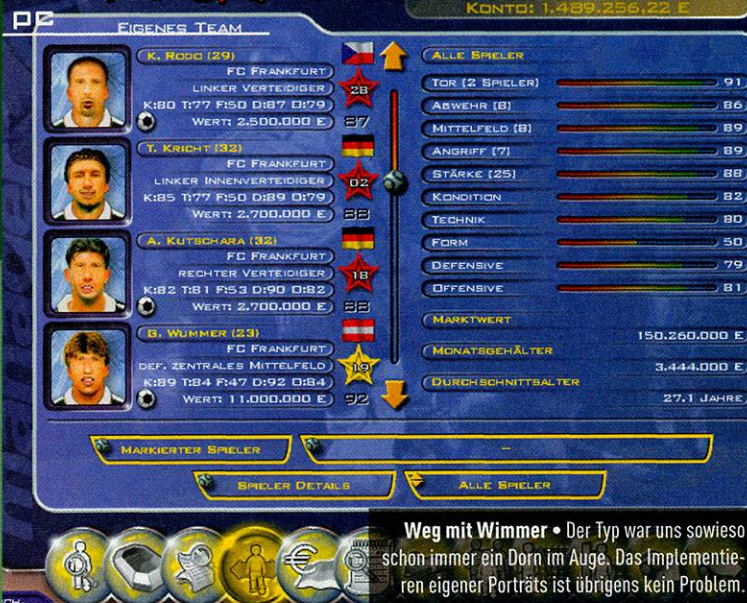 KONTO: 1.489.256,22 E
PC
EIGENES TEAM
K. RODO (29)
FC FRANKFURT
LINKER VERTEIDIGER
K:80 T:77 F:50 D:87 O:79
WERT: 2.500.000 E
28
87
T. KRICHT (32)
FC FRANKFURT
LINKER INNENVERTEIDIGER
K:85 T:77 F:50 D:89 O:79
WERT: 2.700.000 E
02
88
A. KUTSCHARA (32)
FC FRANKFURT
RECHTER VERTEIDIGER
K:82 T:81 F:53 D:90 O:82
WERT: 2.700.000 E
18
88
G. WUMMER (23)
FC FRANKFURT
DEF. ZENTRALES MITTELFELD
K:89 T:84 F:47 D:92 O:84
WERT: 11.000.000 E
19
92
ALLE SPIELER
TOR (2 SPIELER) 91
ABWEHR (8) 86
MITTELFELD (8) 89
ANGRIFF (7) 89
STÄRKE (25) 88
KONDITION 82
TECHNIK 80
FORM 50
DEFENSIVE 79
OFFENSIVE 81
MARKTWERT
150.260.000 E
MONATSGEHÄLTER
3.444.000 E
DURCHSCHNITTSALTER
27.1 JAHRE
MARKIERTER SPIELER
–
SPIELER DETAILS
ALLE SPIELER
Weg mit Wimmer • Der Typ war uns sowieso
schon immer ein Dorn im Auge. Das Implementie-
ren eigener Porträts ist übrigens kein Problem.